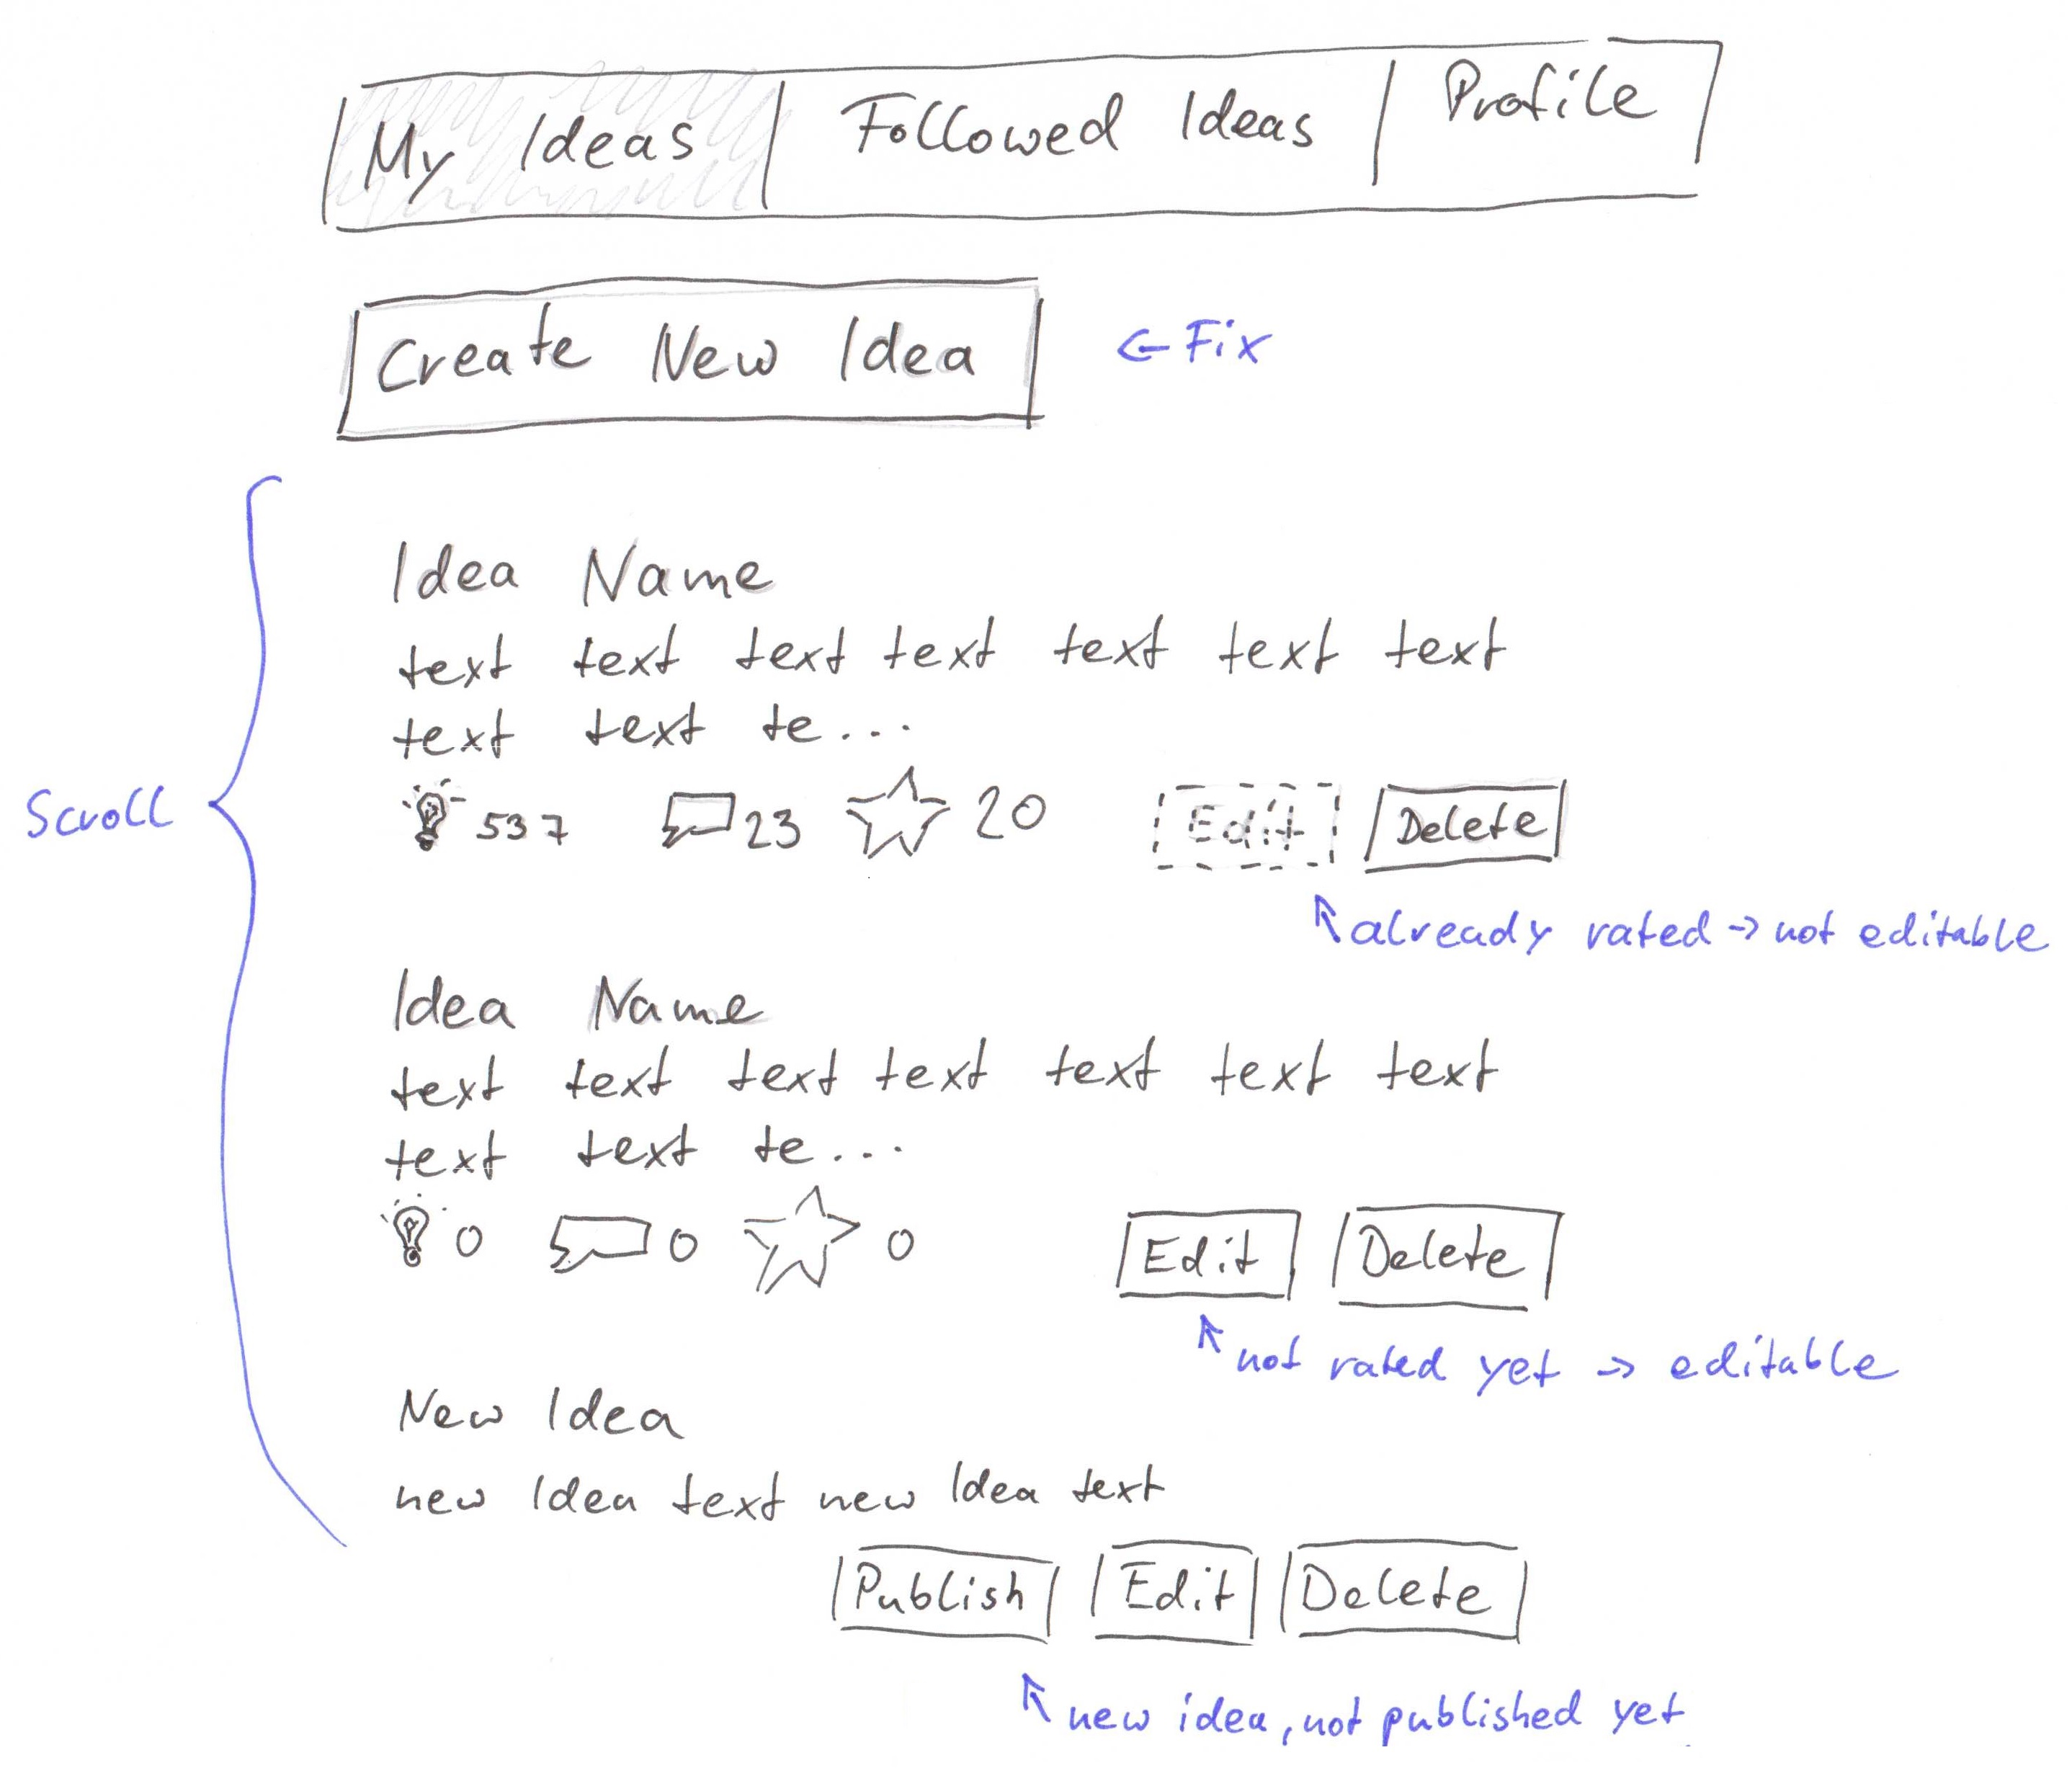 My Ideas Followed Ideas Profile
Create New Idea ← Fix
Idea Name
text text text text text text text
text text te...
Scroll
537 23 20 Edit Delete
already rated → not editable
Idea Name
text text text text text text text
text text te...
0 0 0 Edit Delete
not rated yet → editable
New Idea
new Idea text new Idea text
Publish Edit Delete
new idea, not published yet